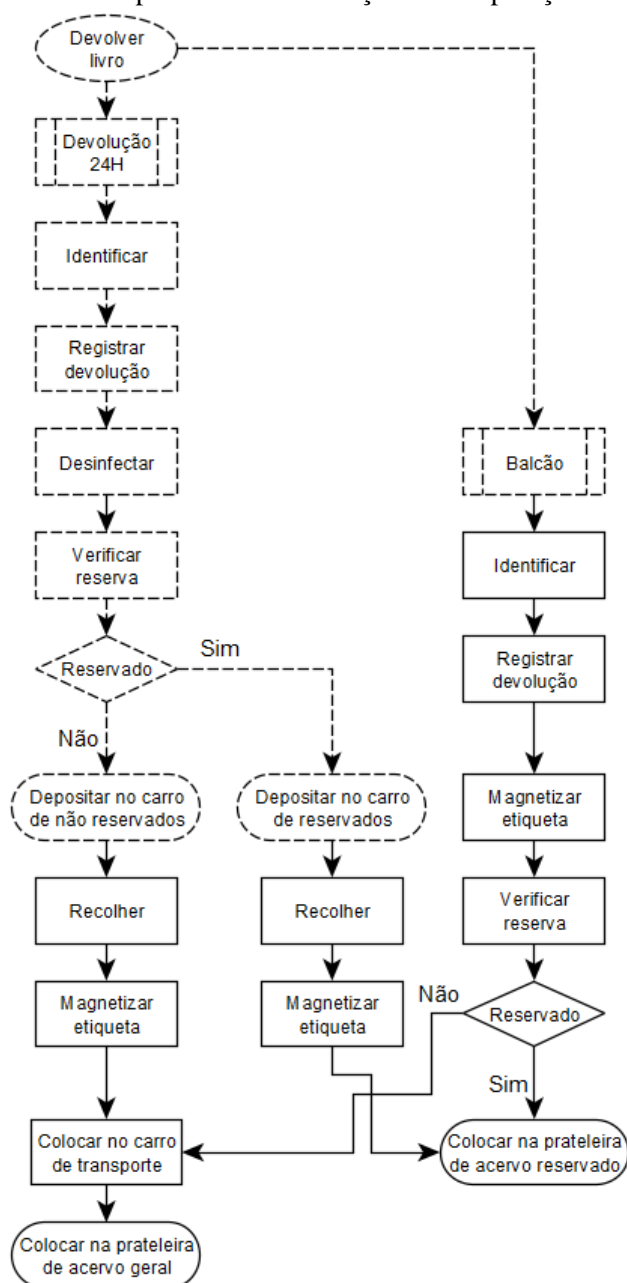 Devolver
livro
Devolução
24H
Identificar
Registrar
devolução
Desinfectar
Verificar
reserva
Reservado
Sim
Não
Depositar no carro
de não reservados
Recolher
Magnetizar
etiqueta
Colocar no carro
de transporte
Colocar na prateleira
de acervo geral
Depositar no carro
de reservados
Recolher
Magnetizar
etiqueta
Balcão
Identificar
Registrar
devolução
Magnetizar
etiqueta
Verificar
reserva
Reservado
Não
Sim
Colocar na prateleira
de acervo reservado